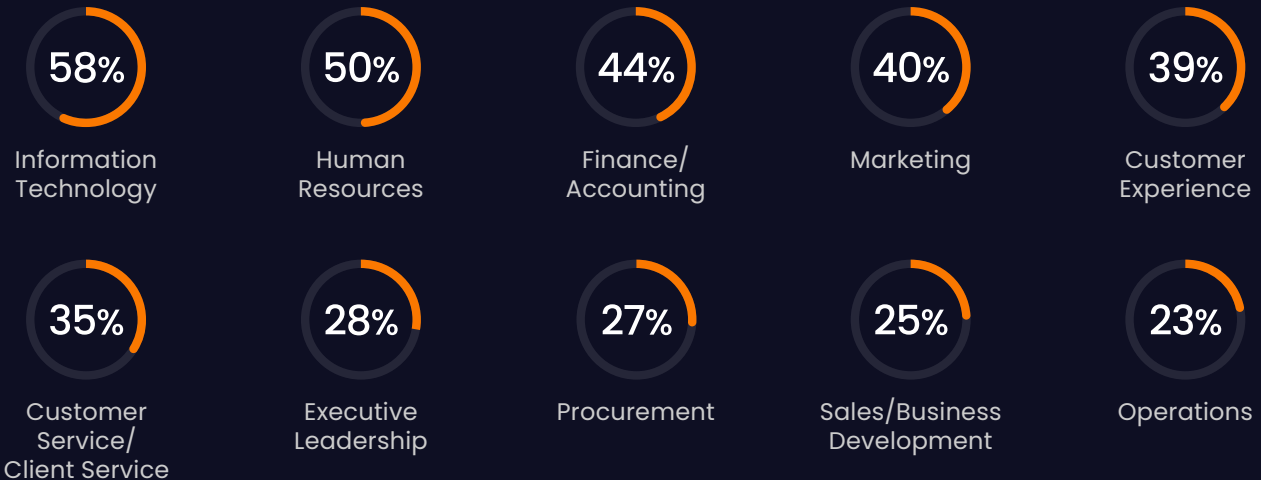 58%
50%
44%
40%
39%
Information
Technology
Human
Resources
Finance/
Accounting
Marketing
Customer
Experience
35%
28%
27%
25%
23%
Customer
Service/
Client Service
Executive
Leadership
Procurement
Sales/Business
Development
Operations